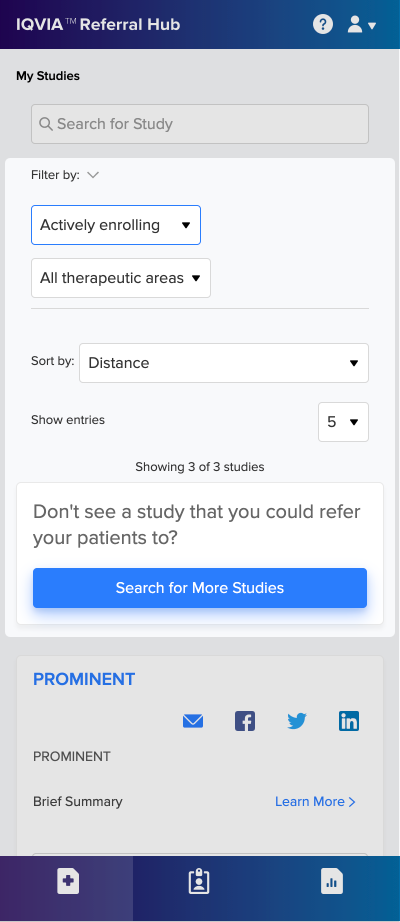 IQVIA™ Referral Hub
My Studies
Search for Study
Filter by:
Actively enrolling
All therapeutic areas
Sort by: Distance
Show entries 5
Showing 3 of 3 studies
Don't see a study that you could refer
your patients to?
Search for More Studies
PROMINENT
PROMINENT
Brief Summary Learn More